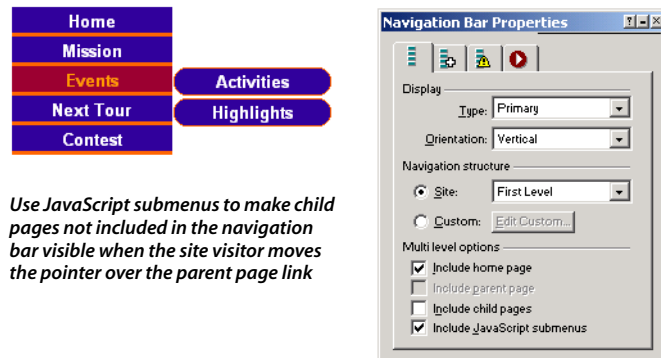 Home
Mission
Events
Next Tour
Contest
Activities
Highlights
Use JavaScript submenus to make child
pages not included in the navigation
bar visible when the site visitor moves
the pointer over the parent page link
Navigation Bar Properties
Display
Type: Primary
Orientation: Vertical
Navigation structure
Site: First Level
Custom: Edit Custom...
Multi level options
Include home page
Include parent page
Include child pages
Include JavaScript submenus